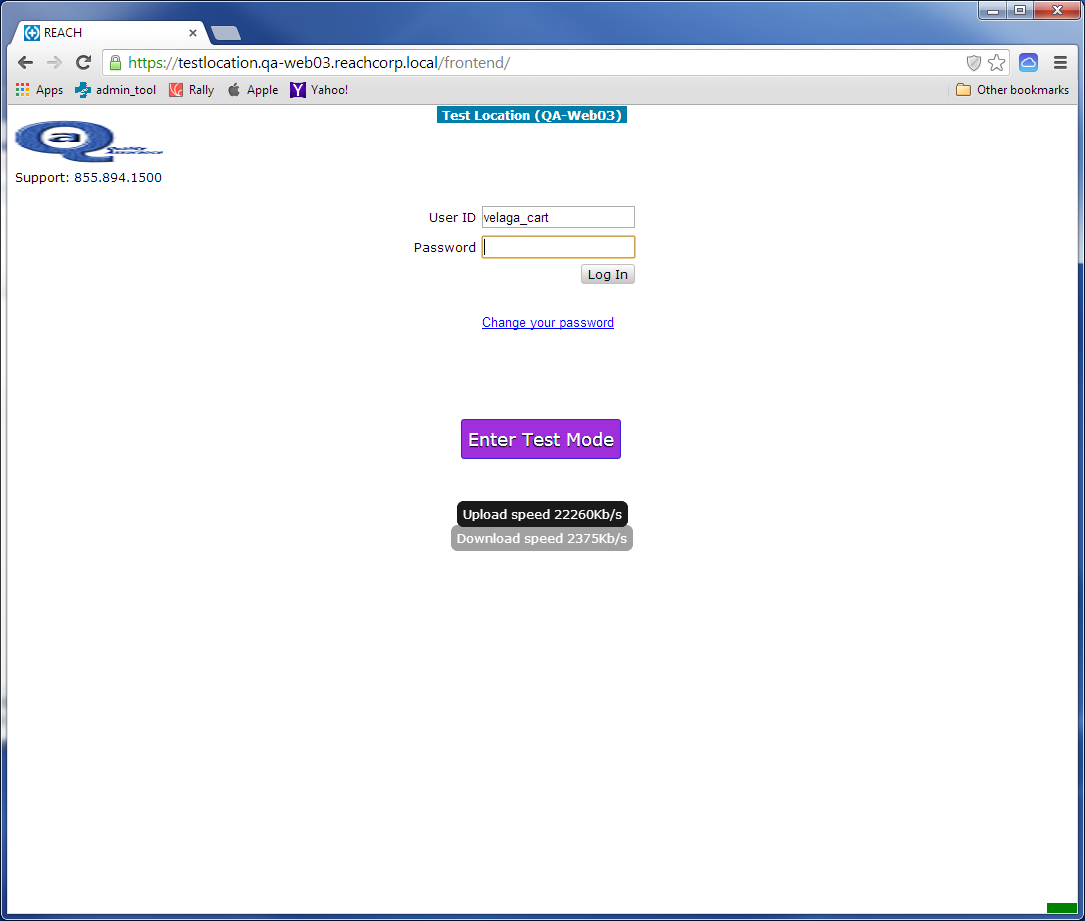 REACH
https://testlocation.qa-web03.reachcorp.local/frontend/
Apps admin_tool Rally Apple Yahoo! Other bookmarks
Test Location (QA-Web03)
a
Quality Assurance
Support: 855.894.1500
User ID velaga_cart
Password
Log In
Change your password
Enter Test Mode
Upload speed 22260Kb/s
Download speed 2375Kb/s